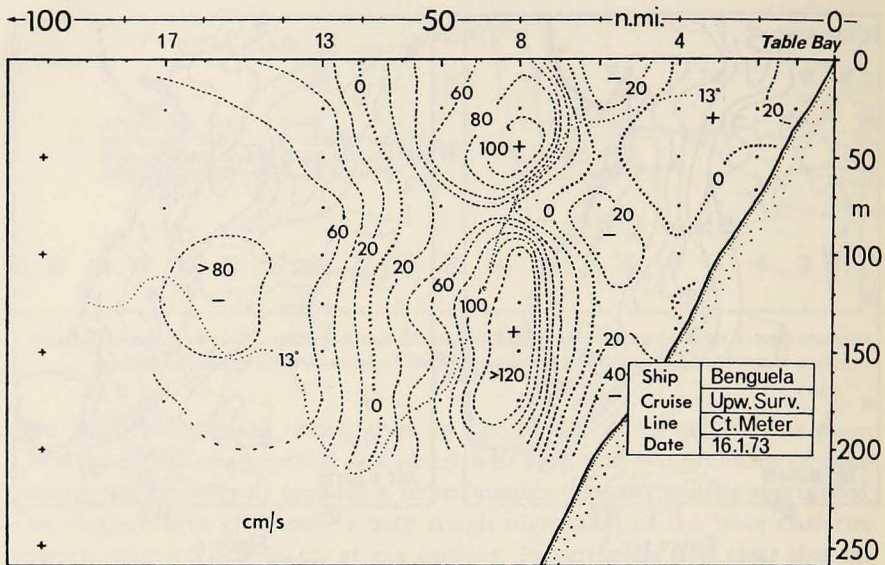 100 50 n.mi. 0
17 13 8 4 Table Bay
0 20 0
60 13° 20
80 +
100 + 50
0
0 20 m
60 - 
20 100
>80 20 60
- 100
+
20 150
13° >120 40
0 -
Ship Benguela
Cruise Upw. Surv.
Line Ct. Meter
Date 16.1.73
200
cm/s
250